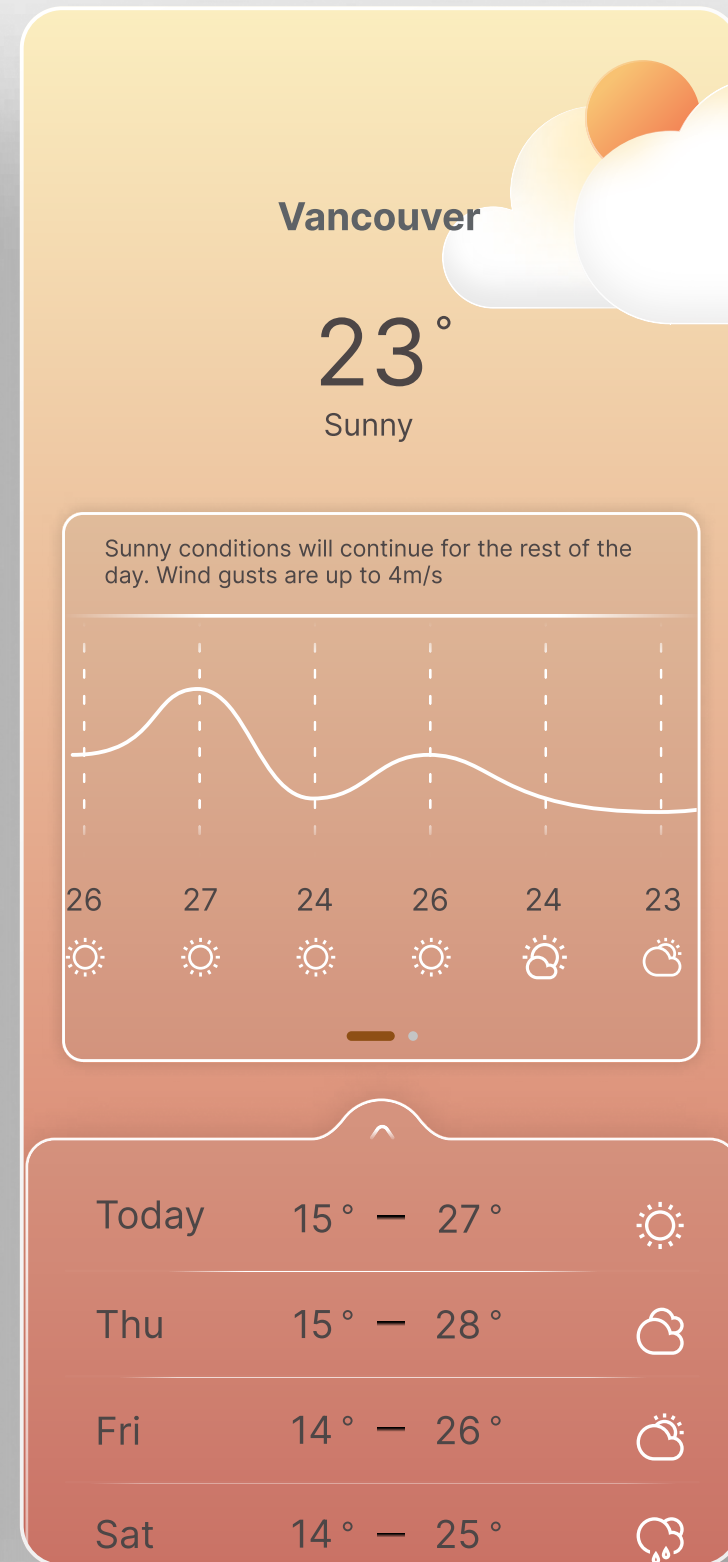 Vancouver
23°
Sunny
Sunny conditions will continue for the rest of the
day. Wind gusts are up to 4m/s
26 27 24 26 24 23
Today 15° — 27°
Thu 15° — 28°
Fri 14° — 26°
Sat 14° — 25°